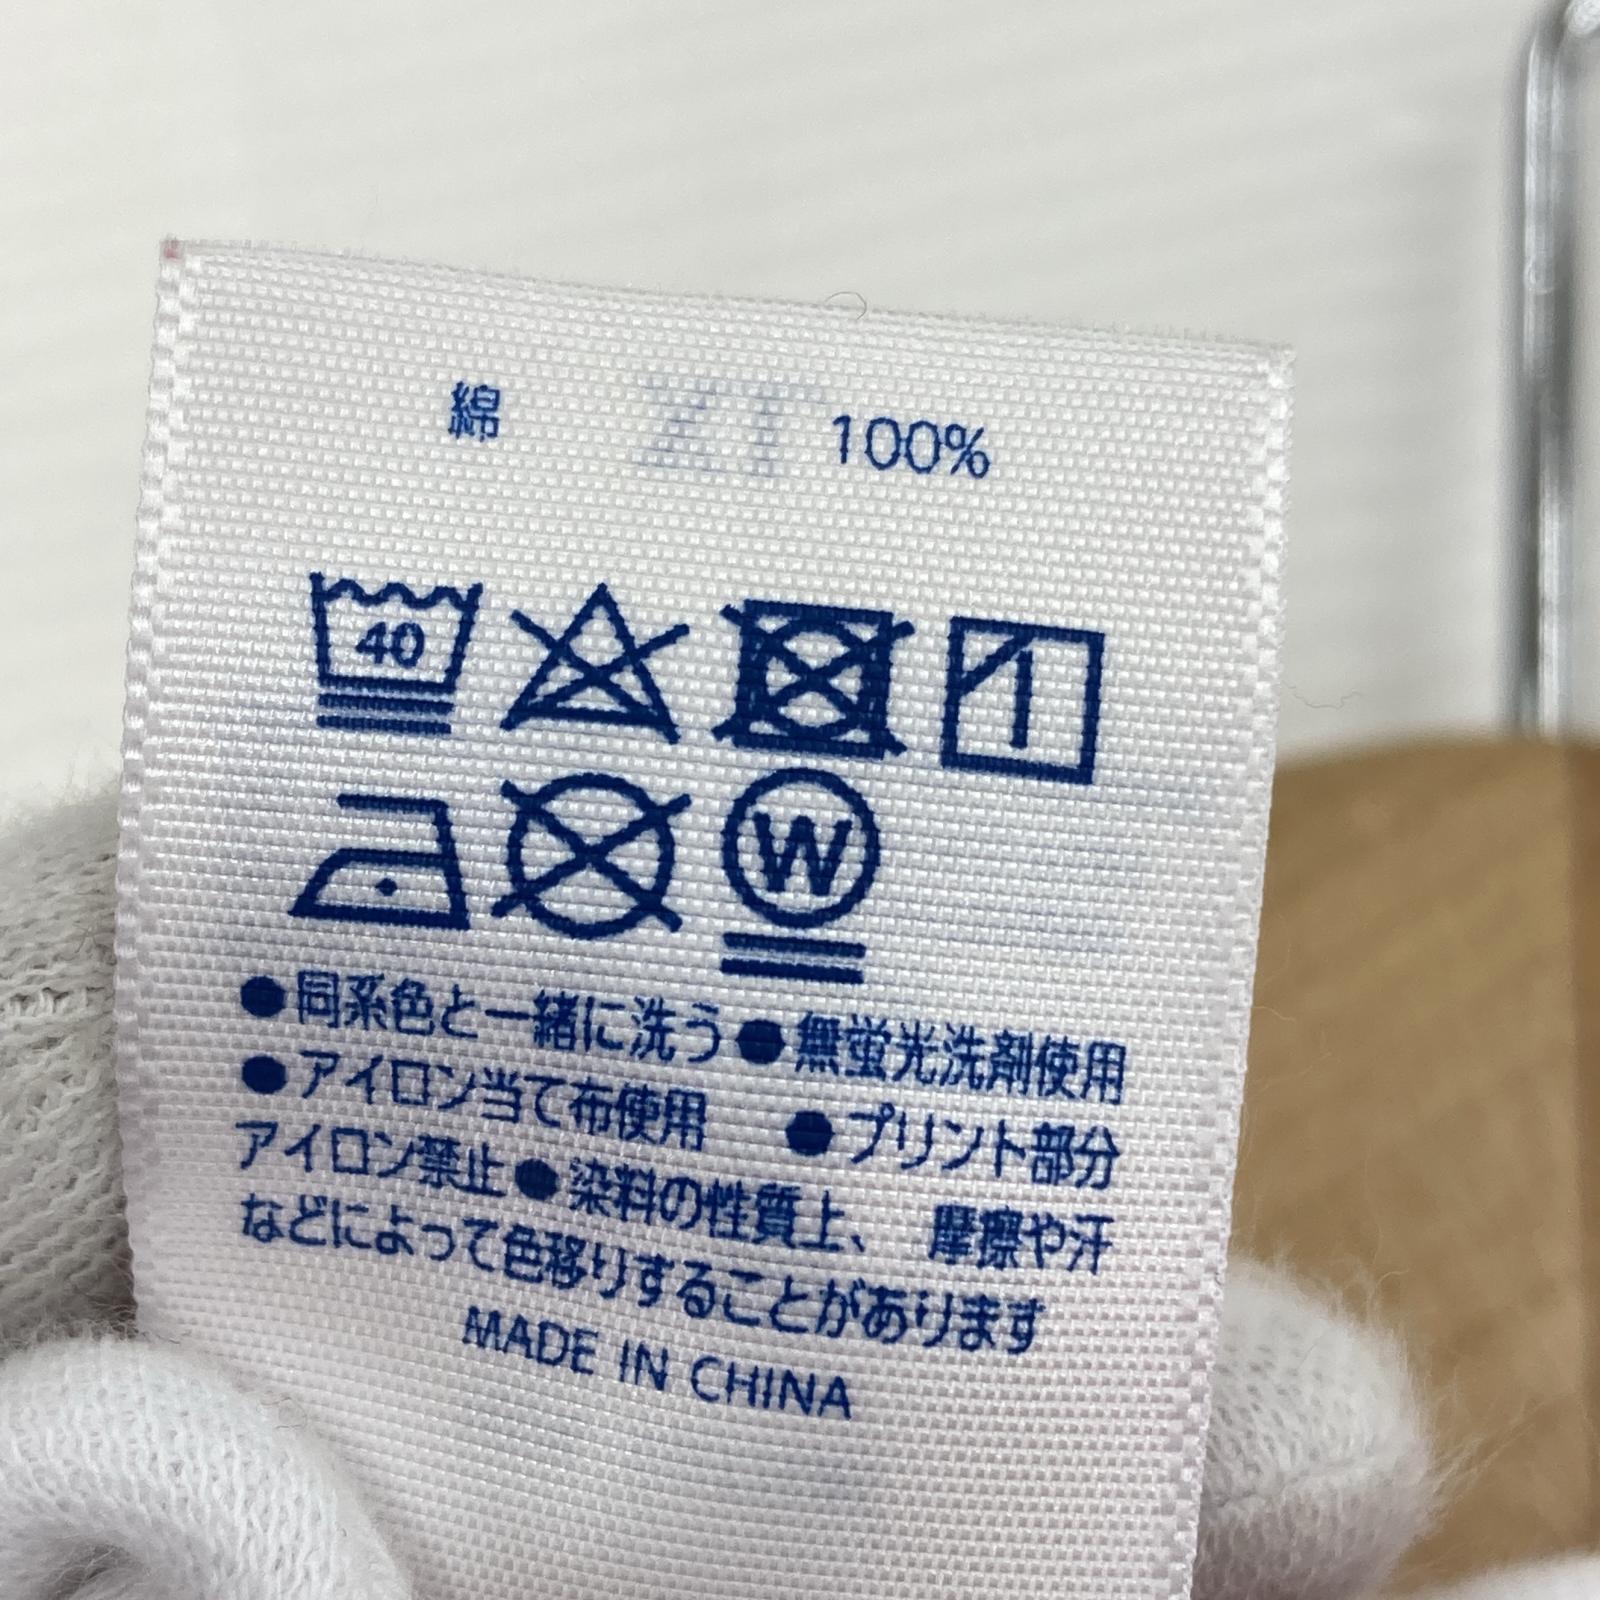 綿 100%
40
W
●同系色と一緒に洗う●無蛍光洗剤使用
●アイロン当て布使用 ●プリント部分
アイロン禁止●染料の性質上、摩擦や汗
などによって色移りすることがあります
MADE IN CHINA